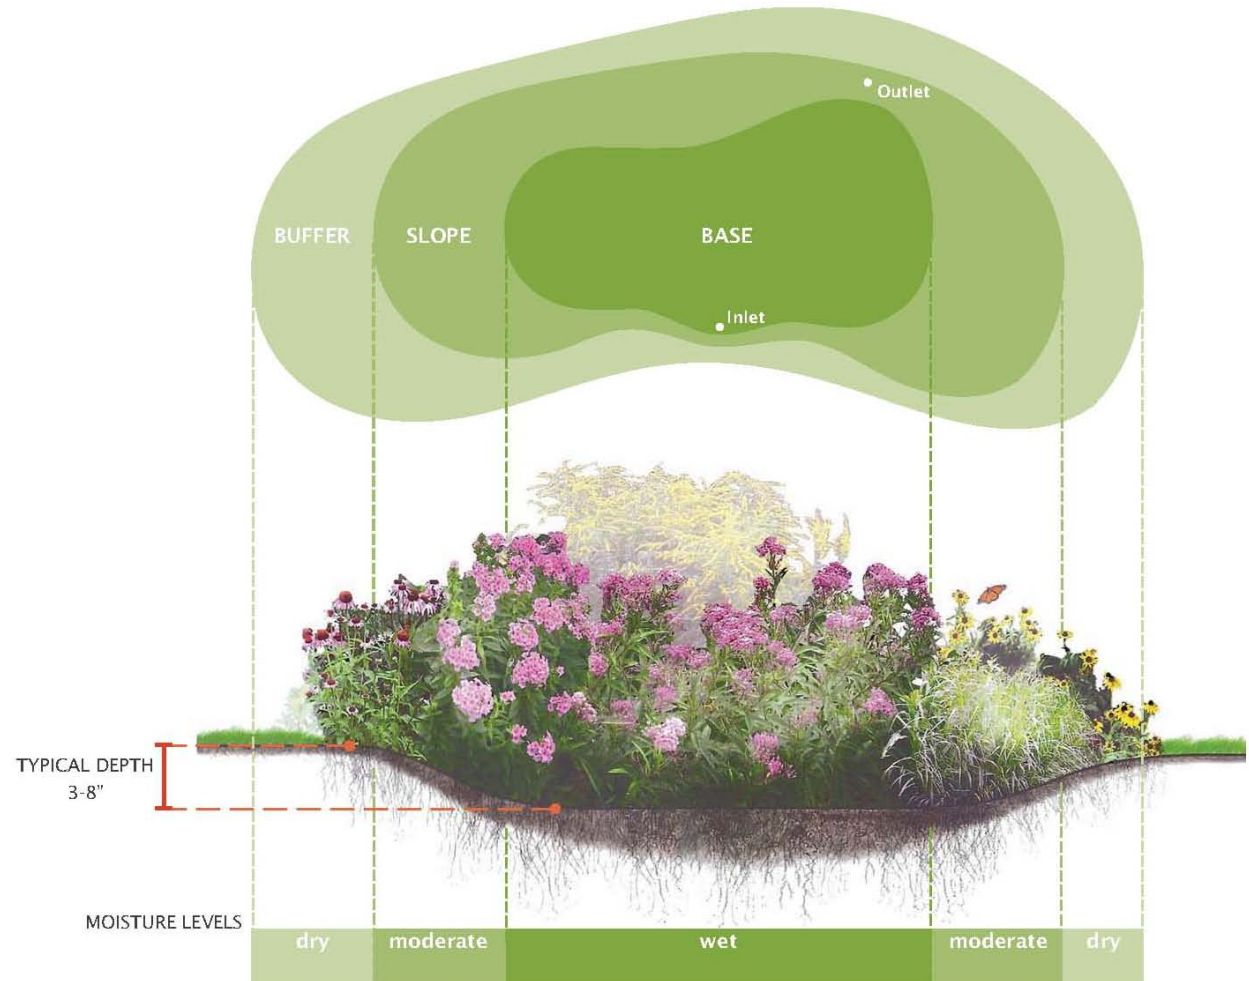 Outlet
BUFFER SLOPE BASE
Inlet
TYPICAL DEPTH
3-8"
MOISTURE LEVELS
dry moderate wet moderate dry